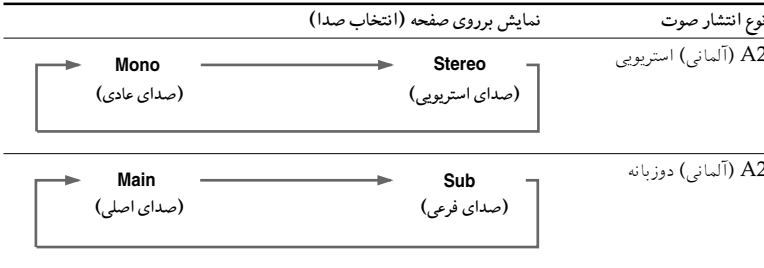 نوع انتشار صوت نمایش برروی صفحه (انتخاب صدا)
A2 (آلمانی) استریویی
Mono Stereo
(صدای عادی) (صدای استریویی)
A2 (آلمانی) دوزبانه
Main Sub
(صدای اصلی) (صدای فرعی)